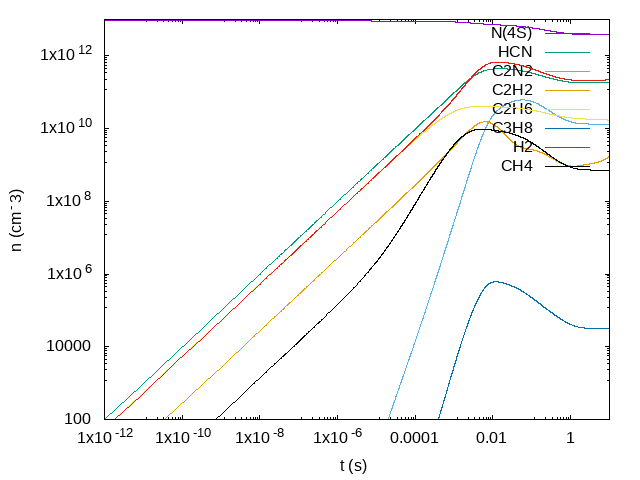 N(4S)
HCN
C2N2
C2H2
C2H6
C3H8
H2
CH4
1x10 12
1x10 10
1x10 8
1x10 6
10000
100
n (cm- 3)
1x10 -12
1x10 -10
1x10 -8
1x10 -6
0.0001
0.01
1
t (s)